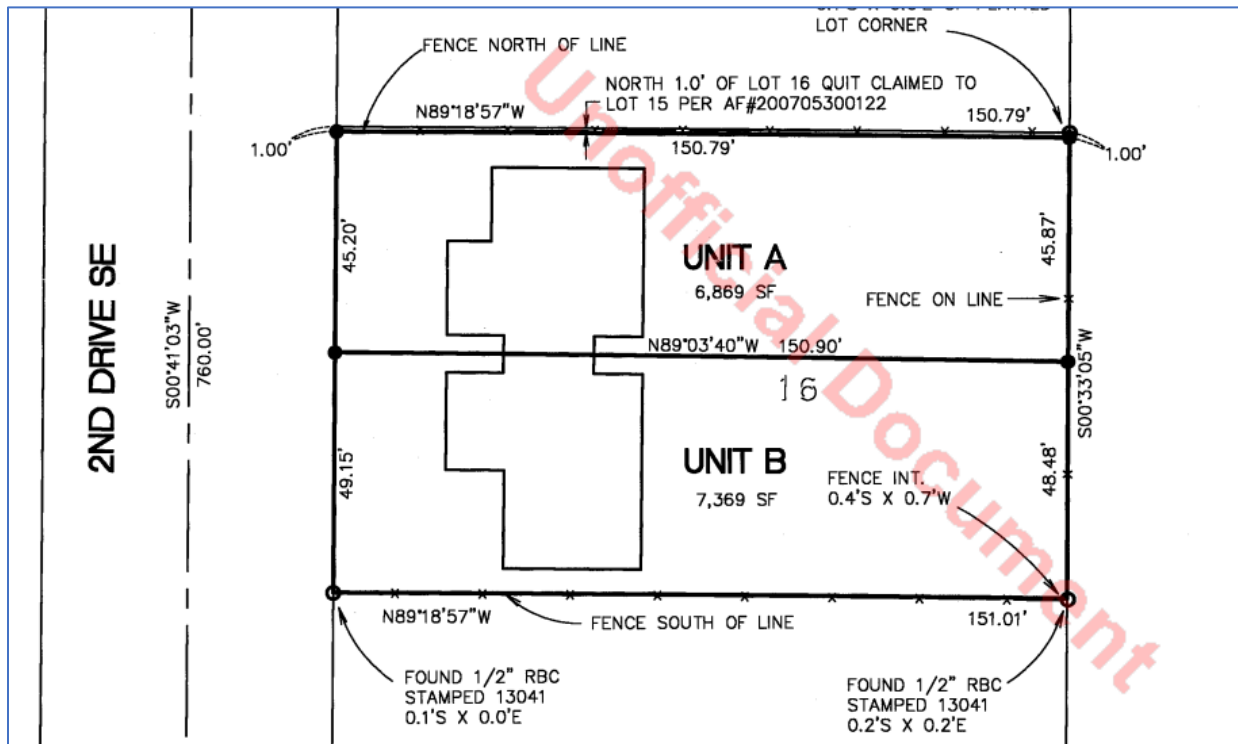 LOT CORNER
FENCE NORTH OF LINE
NORTH 1.0' OF LOT 16 QUIT CLAIMED TO
LOT 15 PER AF#200705300122
N89°18'57"W
150.79'
1.00'
150.79'
1.00'
45.20'
UNIT A
6,869 SF
45.87'
FENCE ON LINE
2ND DRIVE SE
S00°41'03"W
760.00'
N89°03'40"W 150.90'
16
S00°33'05"W
49.15'
UNIT B
7,369 SF
FENCE INT.
0.4'S X 0.7'W
48.48'
N89°18'57"W
FENCE SOUTH OF LINE
151.01'
FOUND 1/2" RBC
STAMPED 13041
0.1'S X 0.0'E
FOUND 1/2" RBC
STAMPED 13041
0.2'S X 0.2'E
Unofficial Document